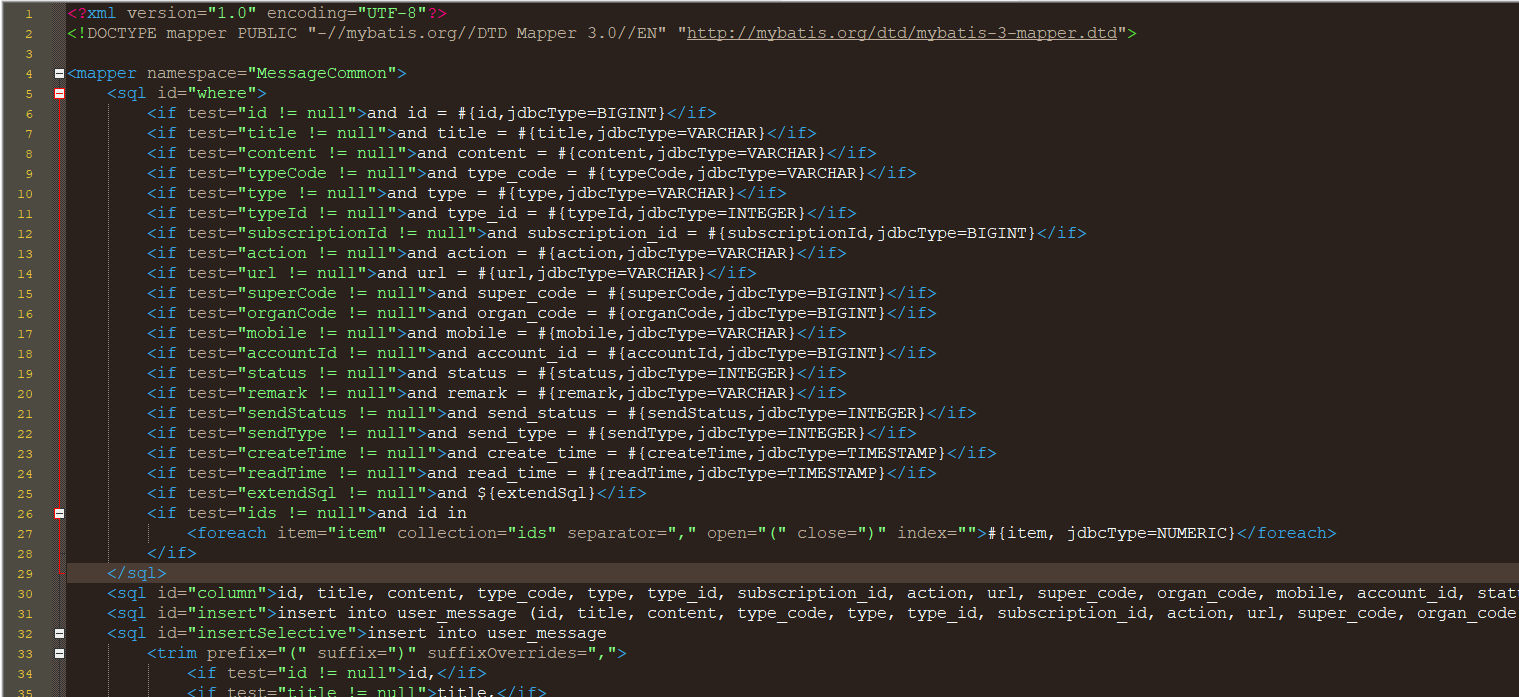 1 <?xml version="1.0" encoding="UTF-8"?>
2 <!DOCTYPE mapper PUBLIC "-//mybatis.org//DTD Mapper 3.0//EN" "http://mybatis.org/dtd/mybatis-3-mapper.dtd">
3
4 <mapper namespace="MessageCommon">
5 <sql id="where">
6 <if test="id != null">and id = #{id,jdbcType=BIGINT}</if>
7 <if test="title != null">and title = #{title,jdbcType=VARCHAR}</if>
8 <if test="content != null">and content = #{content,jdbcType=VARCHAR}</if>
9 <if test="typeCode != null">and type_code = #{typeCode,jdbcType=VARCHAR}</if>
10 <if test="type != null">and type = #{type,jdbcType=VARCHAR}</if>
11 <if test="typeId != null">and type_id = #{typeId,jdbcType=INTEGER}</if>
12 <if test="subscriptionId != null">and subscription_id = #{subscriptionId,jdbcType=BIGINT}</if>
13 <if test="action != null">and action = #{action,jdbcType=VARCHAR}</if>
14 <if test="url != null">and url = #{url,jdbcType=VARCHAR}</if>
15 <if test="superCode != null">and super_code = #{superCode,jdbcType=BIGINT}</if>
16 <if test="organCode != null">and organ_code = #{organCode,jdbcType=BIGINT}</if>
17 <if test="mobile != null">and mobile = #{mobile,jdbcType=VARCHAR}</if>
18 <if test="accountId != null">and account_id = #{accountId,jdbcType=BIGINT}</if>
19 <if test="status != null">and status = #{status,jdbcType=INTEGER}</if>
20 <if test="remark != null">and remark = #{remark,jdbcType=VARCHAR}</if>
21 <if test="sendStatus != null">and send_status = #{sendStatus,jdbcType=INTEGER}</if>
22 <if test="sendType != null">and send_type = #{sendType,jdbcType=INTEGER}</if>
23 <if test="createTime != null">and create_time = #{createTime,jdbcType=TIMESTAMP}</if>
24 <if test="readTime != null">and read_time = #{readTime,jdbcType=TIMESTAMP}</if>
25 <if test="extendSql != null">and ${extendSql}</if>
26 <if test="ids != null">and id in
27 <foreach item="item" collection="ids" separator="," open="(" close=")" index="">#{item, jdbcType=NUMERIC}</foreach>
28 </if>
29 </sql>
30 <sql id="column">id, title, content, type_code, type, type_id, subscription_id, action, url, super_code, organ_code, mobile, account_id, stat
31 <sql id="insert">insert into user_message (id, title, content, type_code, type, type_id, subscription_id, action, url, super_code, organ_code
32 <sql id="insertSelective">insert into user_message
33 <trim prefix="(" suffix=")" suffixOverrides=",">
34 <if test="id != null">id,</if>
35 <if test="title != null">title,</if>